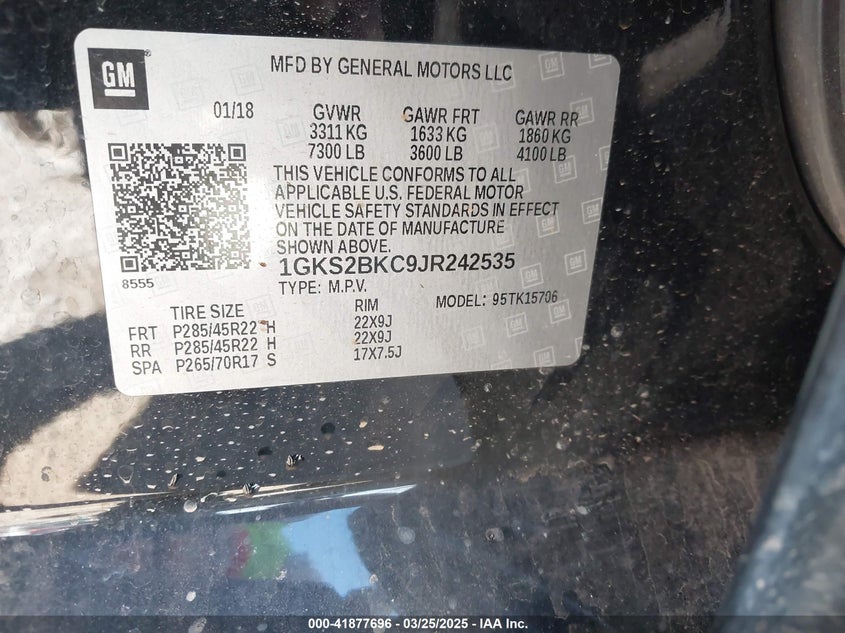 GM
MFD BY GENERAL MOTORS LLC
01/18 GVWR GAWR FRT GAWR RR
3311 KG 1633 KG 1860 KG
7300 LB 3600 LB 4100 LB
THIS VEHICLE CONFORMS TO ALL
APPLICABLE U.S. FEDERAL MOTOR
VEHICLE SAFETY STANDARDS IN EFFECT
ON THE DATE OF MANUFACTURE
SHOWN ABOVE.
8555
1GKS2BKC9JR242535
TYPE: M.P.V. MODEL: 95TK15706
TIRE SIZE RIM
FRT P285/45R22 H 22X9J
RR P285/45R22 H 22X9J
SPA P265/70R17 S 17X7.5J
000-41877696 - 03/25/2025 - IAA Inc.